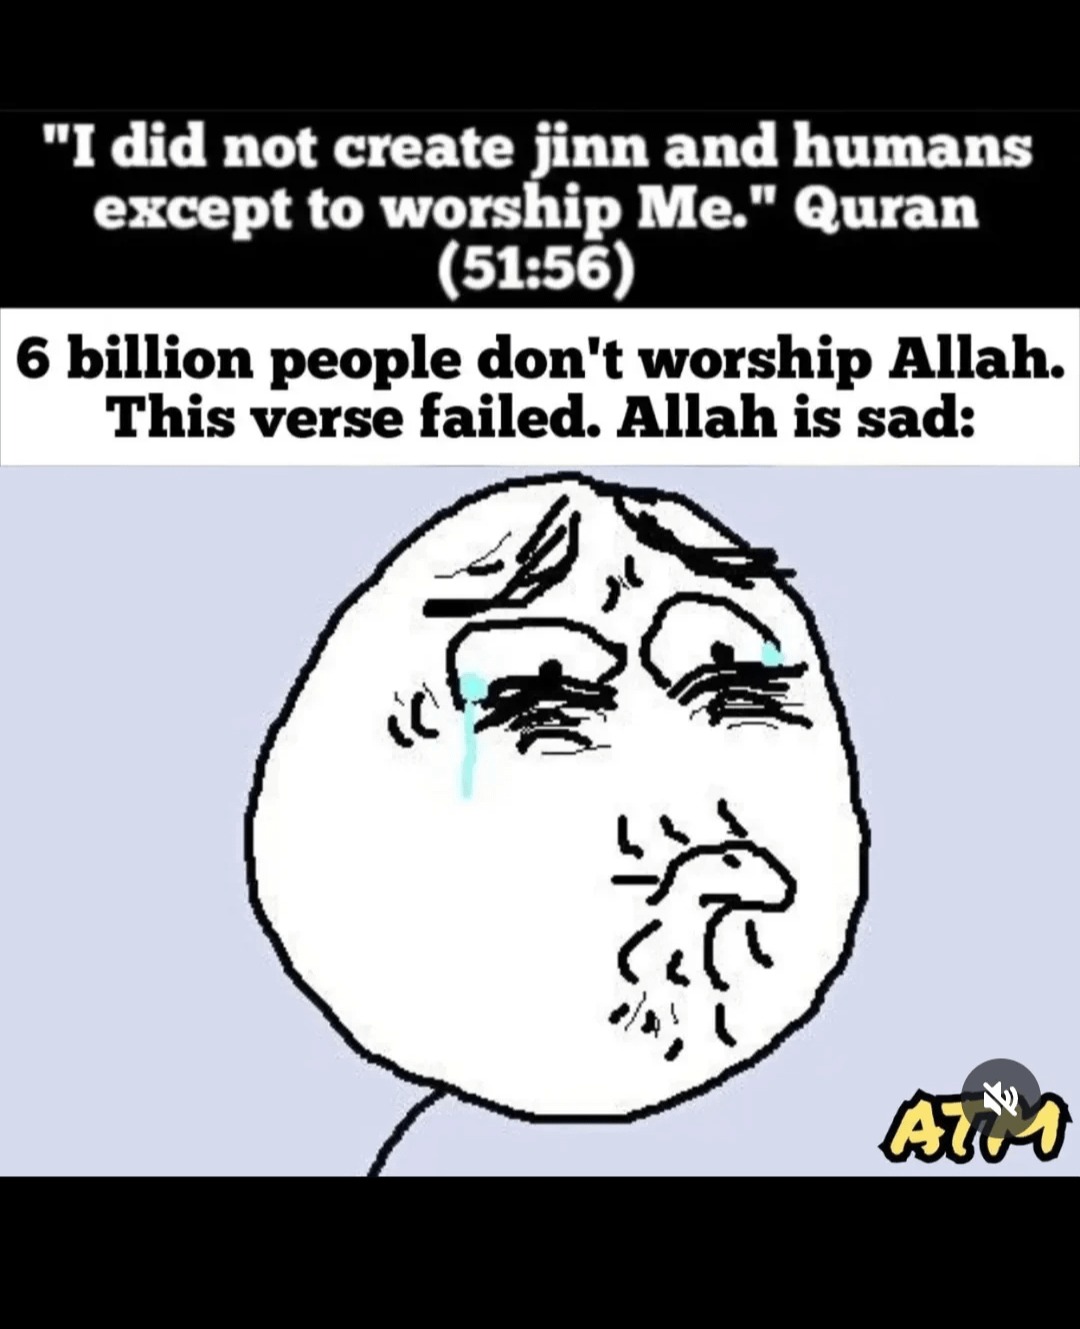 "I did not create jinn and humans
except to worship Me." Quran
(51:56)
6 billion people don't worship Allah.
This verse failed. Allah is sad:
ATM